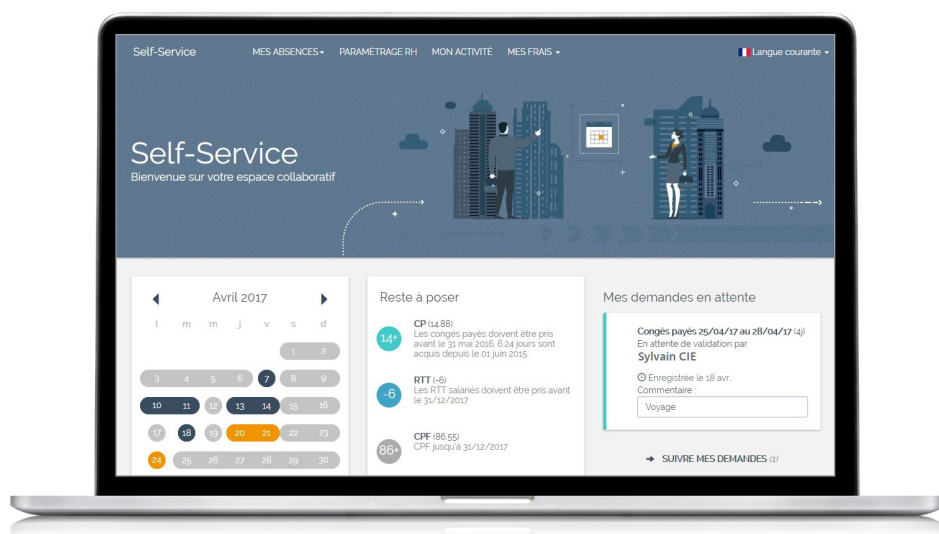 Self-Service
MES ABSENCES
PARAMÉTRAGE RH
MON ACTIVITÉ
MES FRAIS
Langue courante
Self-Service
Bienvenue sur votre espace collaboratif
Avril 2017
l m m j v s d
1 2
3 4 5 6 7 8 9
10 11 12 13 14 15 16
17 18 19 20 21 22 23
24 25 26 27 28 29 30
Reste à poser
14+
CP (14.88)
Les congés payés doivent être pris
avant le 31 mai 2016. 6.24 jours sont
acquis depuis le 01 juin 2015
-6
RTT (-6)
Les RTT salariés doivent être pris avant
le 31/12/2017
86+
CPF (86.55)
CPF jusqu'à 31/12/2017
Mes demandes en attente
Congés payés 25/04/17 au 28/04/17 (4j)
En attente de validation par
Sylvain CIE
Enregistrée le 18 avr.
Commentaire :
Voyage
SUIVRE MES DEMANDES (1)